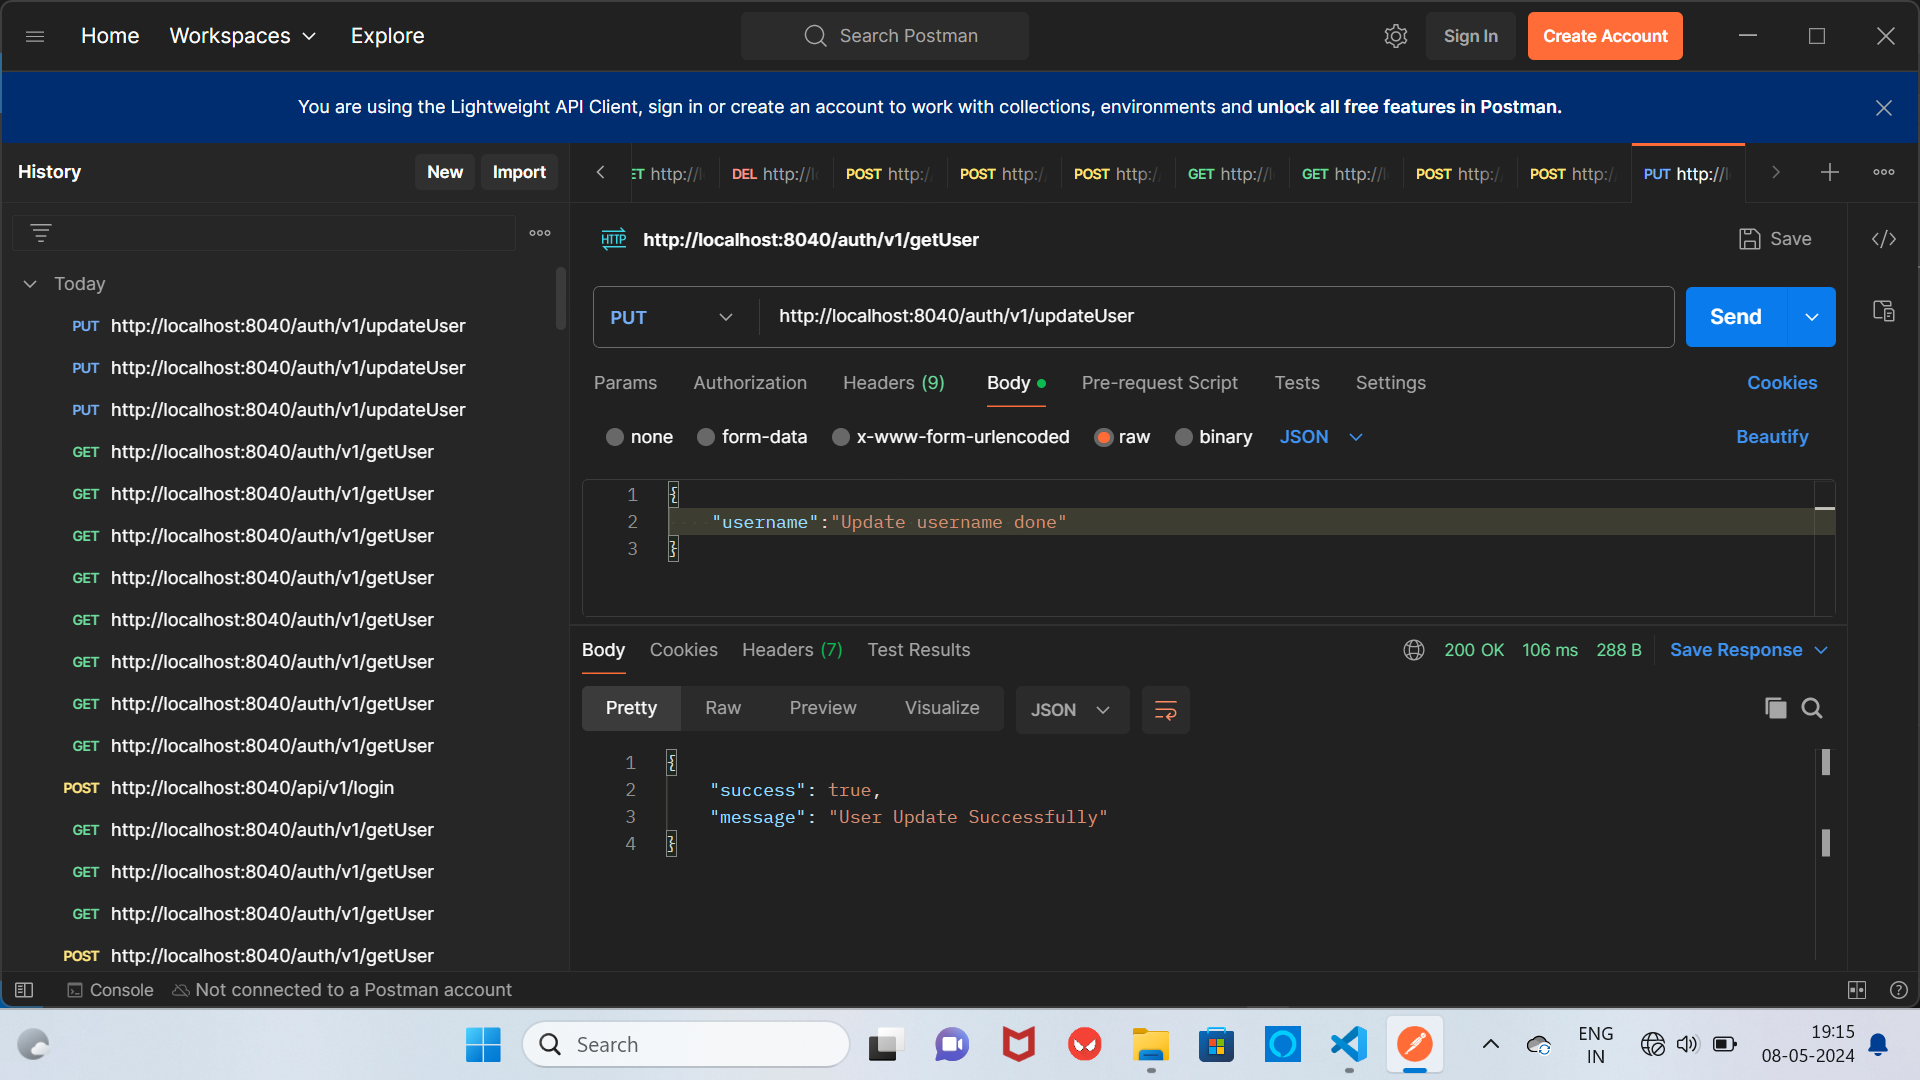 Home Workspaces Explore Search Postman Sign In Create Account
You are using the Lightweight API Client, sign in or create an account to work with collections, environments and unlock all free features in Postman.
History New Import
ET http://l DEL http://l POST http:/ POST http:/ POST http:/ GET http://l GET http://l POST http:/ POST http:/ PUT http://l
HTTP http://localhost:8040/auth/v1/getUser Save
Today
PUT http://localhost:8040/auth/v1/updateUser
PUT http://localhost:8040/auth/v1/updateUser
PUT http://localhost:8040/auth/v1/updateUser
GET http://localhost:8040/auth/v1/getUser
GET http://localhost:8040/auth/v1/getUser
GET http://localhost:8040/auth/v1/getUser
GET http://localhost:8040/auth/v1/getUser
GET http://localhost:8040/auth/v1/getUser
GET http://localhost:8040/auth/v1/getUser
GET http://localhost:8040/auth/v1/getUser
GET http://localhost:8040/auth/v1/getUser
POST http://localhost:8040/api/v1/login
GET http://localhost:8040/auth/v1/getUser
GET http://localhost:8040/auth/v1/getUser
GET http://localhost:8040/auth/v1/getUser
POST http://localhost:8040/auth/v1/getUser
PUT http://localhost:8040/auth/v1/updateUser Send
Params Authorization Headers (9) Body Pre-request Script Tests Settings Cookies
none form-data x-www-form-urlencoded raw binary JSON Beautify
1 {
2 "username":"Update username done"
3 }
Body Cookies Headers (7) Test Results 200 OK 106 ms 288 B Save Response
Pretty Raw Preview Visualize JSON
1 {
2 "success": true,
3 "message": "User Update Successfully"
4 }
Console Not connected to a Postman account
Search
ENG
IN
19:15
08-05-2024